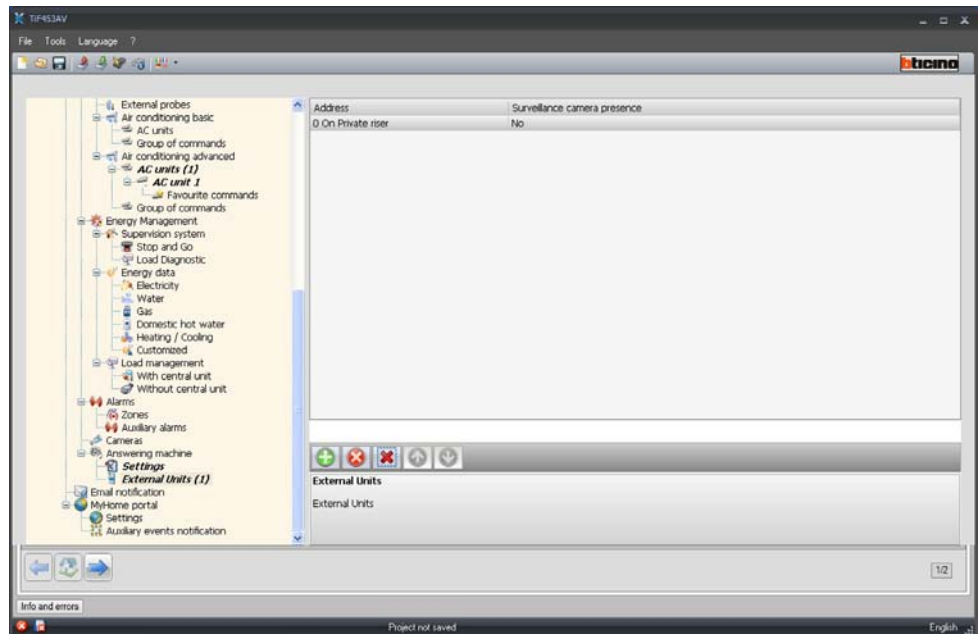 TiF453AV
File Tools Language ?
bticino
External probes
Air conditioning basic
AC units
Group of commands
Air conditioning advanced
AC units (1)
AC unit 1
Favourite commands
Group of commands
Energy Management
Supervision system
Stop and Go
Load Diagnostic
Energy data
Electricity
Water
Gas
Domestic hot water
Heating / Cooling
Customized
Load management
With central unit
Without central unit
Alarms
Zones
Auxiliary alarms
Cameras
Answering machine
Settings
External Units (1)
Email notification
MyHome portal
Settings
Auxiliary events notification
Address Surveillance camera presence
0 On Private riser No
External Units
External Units
1/2
Info and errors
Project not saved
English